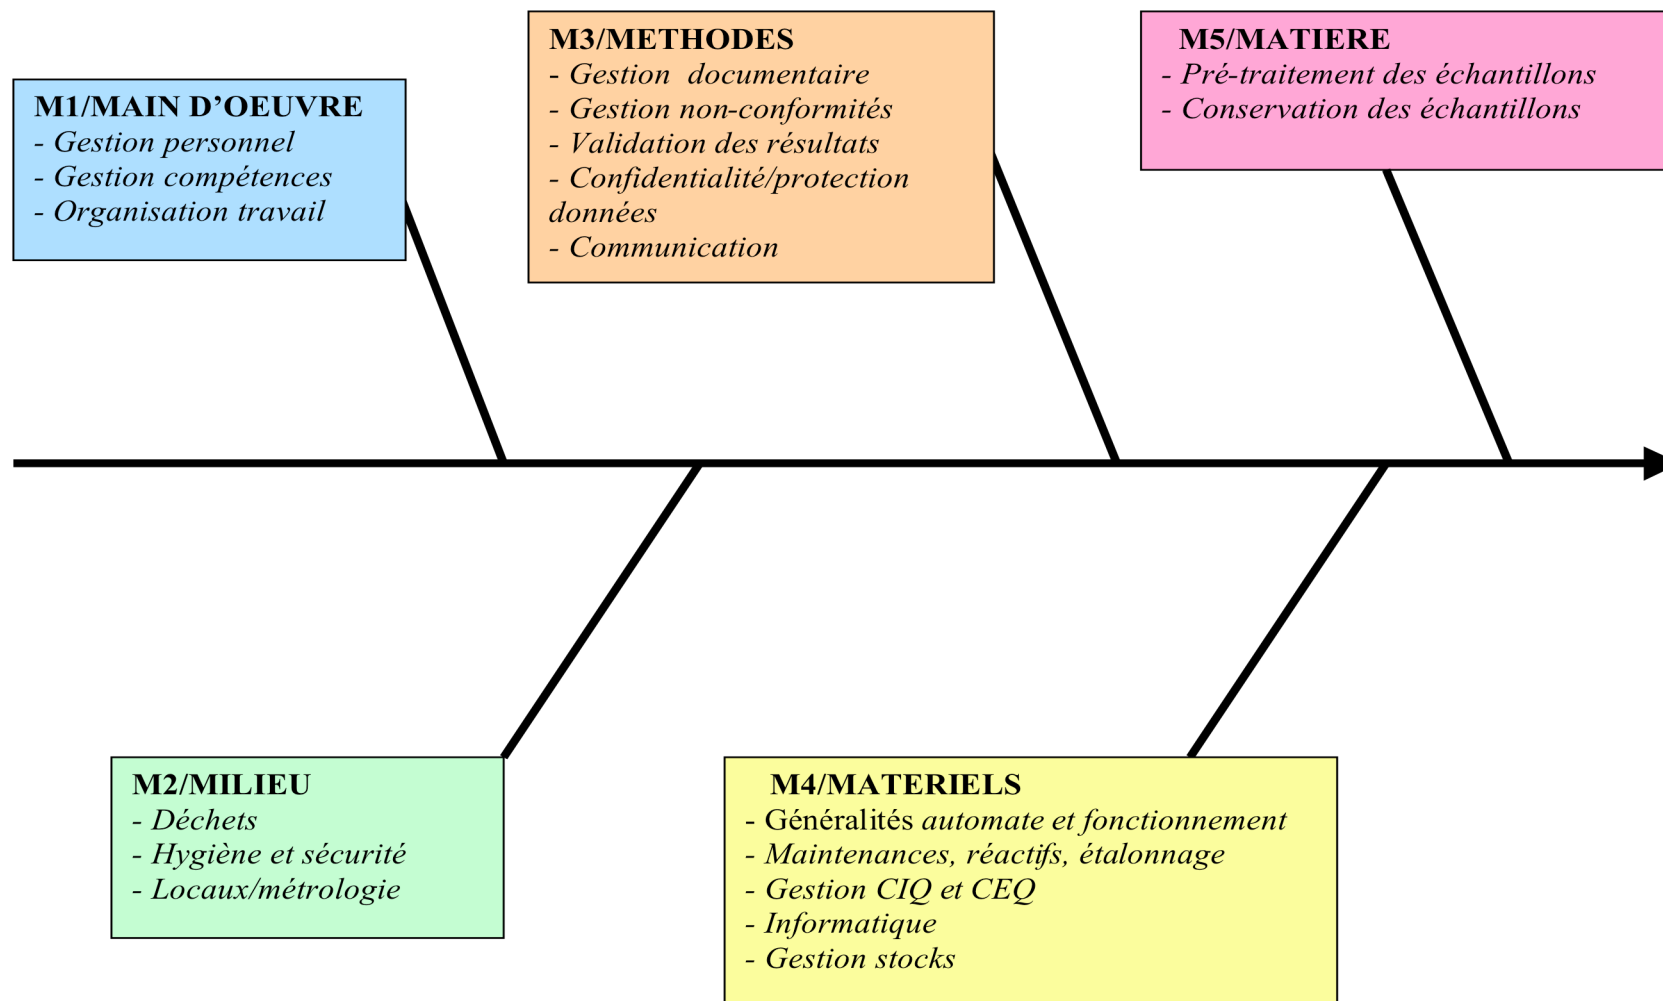 M1/MAIN D’OEUVRE
- Gestion personnel
- Gestion compétences
- Organisation travail
M3/METHODES
- Gestion  documentaire
- Gestion non-conformités
- Validation des résultats
- Confidentialité/protection
données
- Communication
M5/MATIERE
- Pré-traitement des échantillons
- Conservation des échantillons
M2/MILIEU
- Déchets
- Hygiène et sécurité
- Locaux/métrologie
M4/MATERIELS
- Généralités automate et fonctionnement
- Maintenances, réactifs, étalonnage
- Gestion CIQ et CEQ
- Informatique
- Gestion stocks